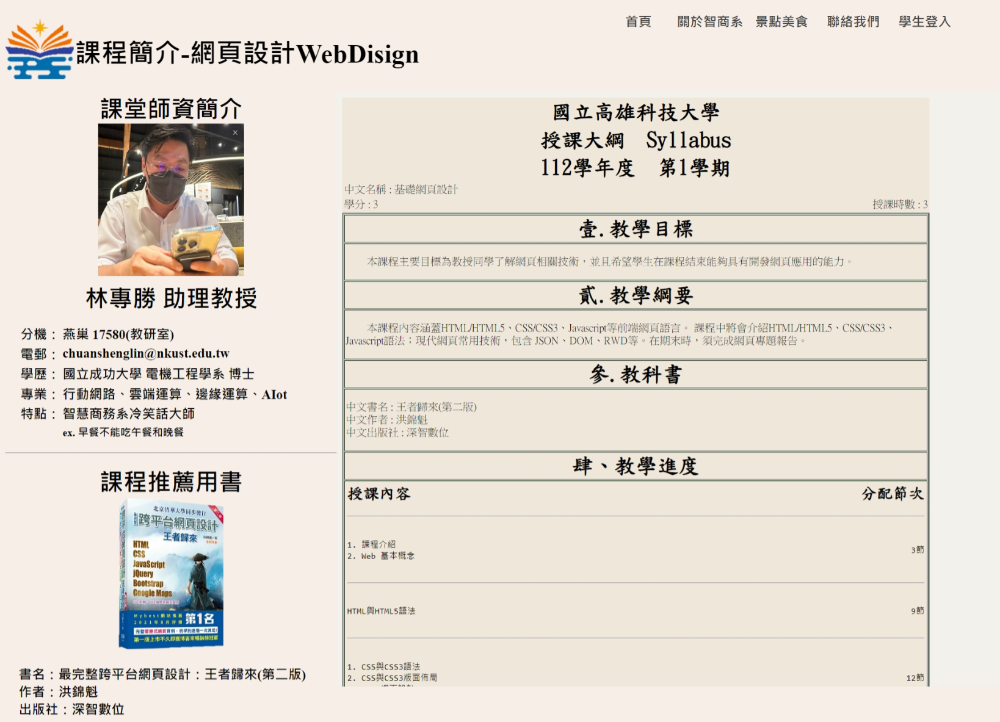 首頁 關於智商系 景點美食 聯絡我們 學生登入
課程簡介-網頁設計WebDisign
課堂師資簡介
林專勝 助理教授
分機： 燕巢 17580(教研室)
電郵： chuanshenglin@nkust.edu.tw
學歷： 國立成功大學 電機工程學系 博士
專業： 行動網路、雲端運算、邊緣運算、AIot
特點： 智慧商務系冷笑話大師
ex. 早餐不能吃午餐和晚餐
課程推薦用書
北京清華大學同步發行
跨平台網頁設計
王者歸來
HTML
CSS
JavaScript
jQuery
Bootstrap
Google Maps
第1名
書名：最完整跨平台網頁設計：王者歸來(第二版)
作者：洪錦魁
出版社：深智數位
國立高雄科技大學
授課大綱 Syllabus
112學年度 第1學期
中文名稱 : 基礎網頁設計
學分 : 3 授課時數 : 3
壹.教學目標
本課程主要目標為教授同學了解網頁相關技術，並且希望學生在課程結束能夠具有開發網頁應用的能力。
貳.教學綱要
本課程內容涵蓋HTML/HTML5、CSS/CSS3、Javascript等前端網頁語言。 課程中將會介紹HTML/HTML5、CSS/CSS3、
Javascript語法；現代網頁常用技術，包含 JSON、DOM、RWD等。在期末時，須完成網頁專題報告。
參.教科書
中文書名 : 王者歸來(第二版)
中文作者 : 洪錦魁
中文出版社 : 深智數位
肆、教學進度
授課內容 分配節次
1. 課程介紹
2. Web 基本概念
3節
HTML與HTML5語法 9節
1. CSS與CSS3語法
2. CSS與CSS3版面佈局
12節